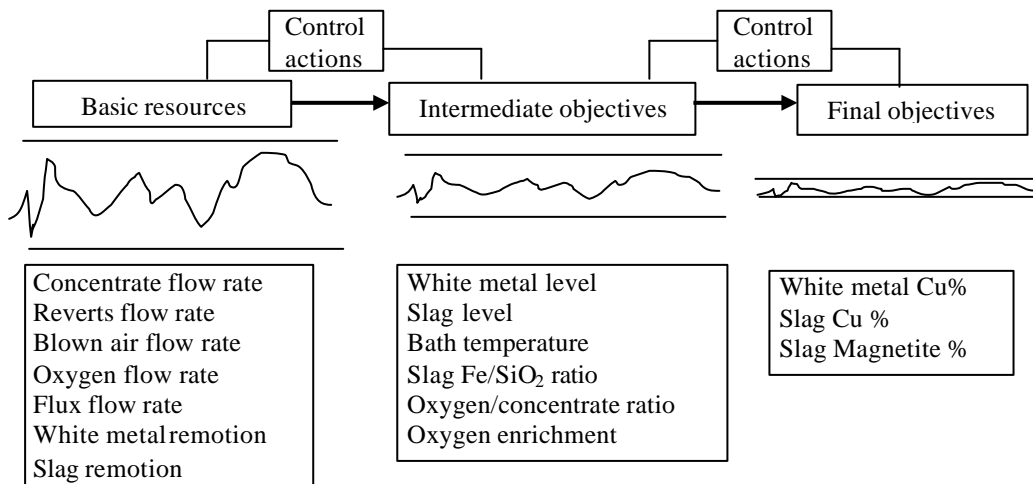 Control
actions
Control
actions
Basic resources
Intermediate objectives
Final objectives
Concentrate flow rate
Reverts flow rate
Blown air flow rate
Oxygen flow rate
Flux flow rate
White metal remotion
Slag remotion
White metal level
Slag level
Bath temperature
Slag Fe/SiO₂ ratio
Oxygen/concentrate ratio
Oxygen enrichment
White metal Cu%
Slag Cu %
Slag Magnetite %